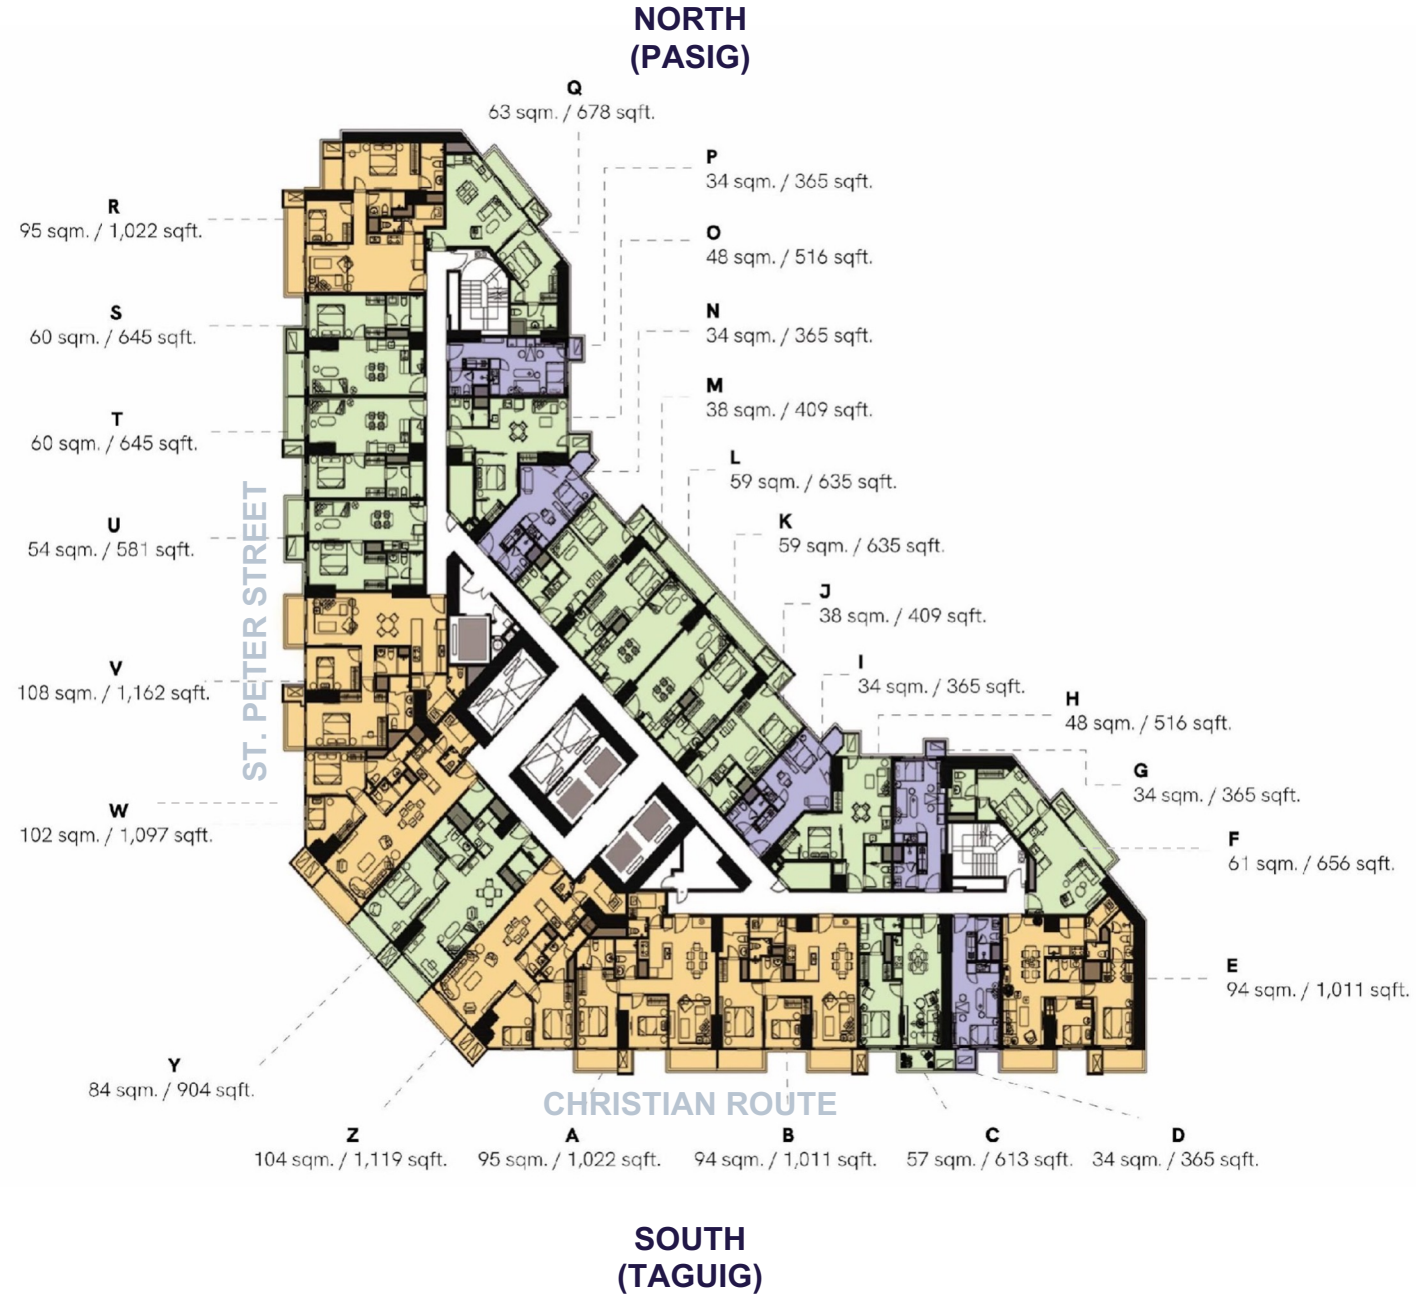 NORTH
(PASIG)
Q
63 sqm. / 678 sqft.
P
34 sqm. / 365 sqft.
R
95 sqm. / 1,022 sqft.
O
48 sqm. / 516 sqft.
S
60 sqm. / 645 sqft.
N
34 sqm. / 365 sqft.
M
38 sqm. / 409 sqft.
T
60 sqm. / 645 sqft.
L
59 sqm. / 635 sqft.
U
54 sqm. / 581 sqft.
K
59 sqm. / 635 sqft.
ST. PETER STREET
J
38 sqm. / 409 sqft.
V
108 sqm. / 1,162 sqft.
I
34 sqm. / 365 sqft.
H
48 sqm. / 516 sqft.
G
34 sqm. / 365 sqft.
W
102 sqm. / 1,097 sqft.
F
61 sqm. / 656 sqft.
E
94 sqm. / 1,011 sqft.
Y
84 sqm. / 904 sqft.
CHRISTIAN ROUTE
Z
104 sqm. / 1,119 sqft.
A
95 sqm. / 1,022 sqft.
B
94 sqm. / 1,011 sqft.
C
57 sqm. / 613 sqft.
D
34 sqm. / 365 sqft.
SOUTH
(TAGUIG)